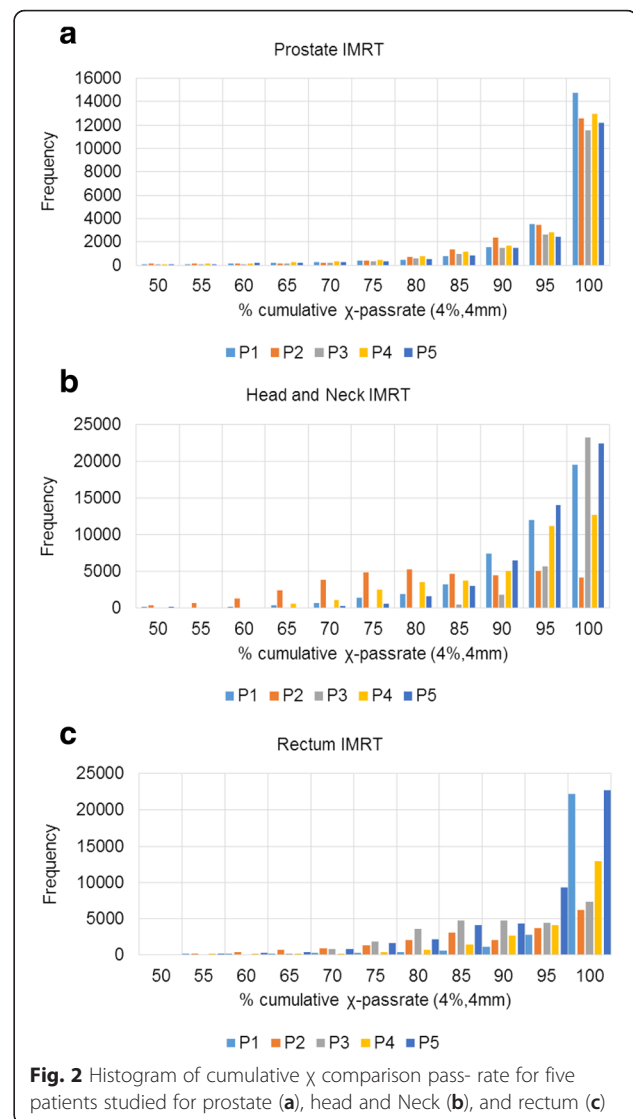 a
Prostate IMRT
16000
14000
12000
10000
8000
6000
4000
2000
0
Frequency
50 55 60 65 70 75 80 85 90 95 100
% cumulative χ-passrate (4%,4mm)
P1 P2 P3 P4 P5
b
Head and Neck IMRT
25000
20000
15000
10000
5000
0
Frequency
50 55 60 65 70 75 80 85 90 95 100
% cumulative χ-passrate (4%,4mm)
P1 P2 P3 P4 P5
c
Rectum IMRT
25000
20000
15000
10000
5000
0
Frequency
50 55 60 65 70 75 80 85 90 95 100
% cumulative χ-passrate (4%,4mm)
P1 P2 P3 P4 P5
Fig. 2 Histogram of cumulative χ comparison pass- rate for five
patients studied for prostate (a), head and Neck (b), and rectum (c)